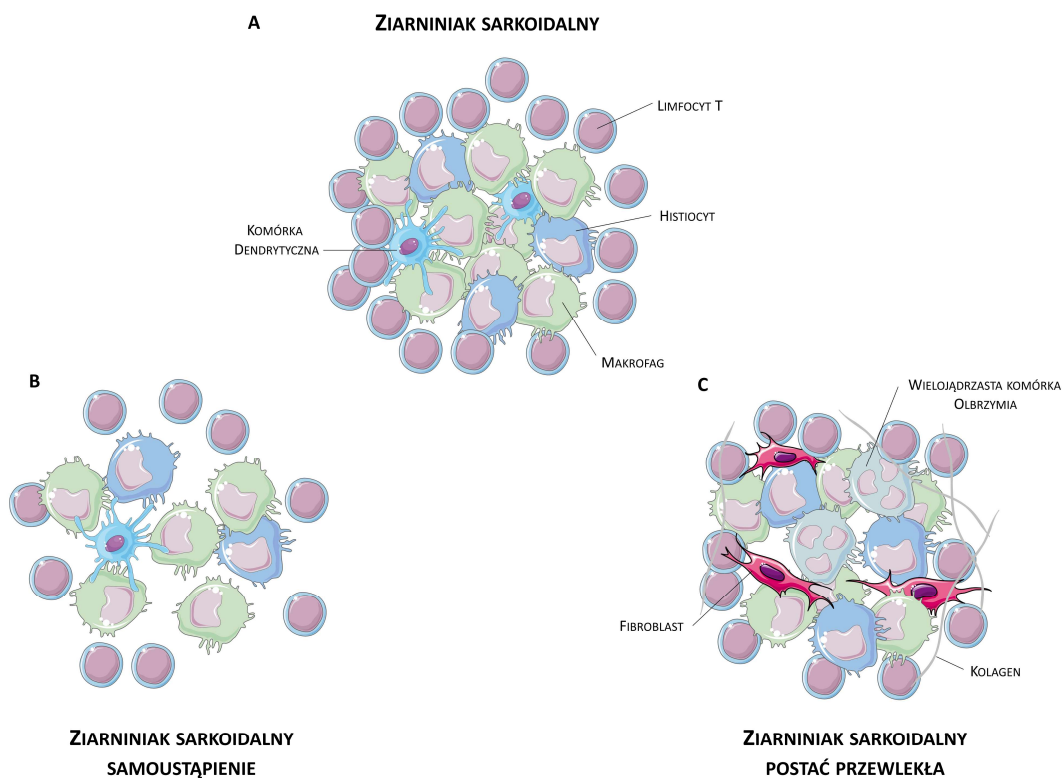 A
ZIARNINIAK SARKOIDALNY
LIMFOCYT T
HISTIOCYT
KOMÓRKA
DENDRYTYCZNA
MAKROFAG
B
C
WIELOJĄDRZASTA KOMÓRKA
OLBRZYMIA
FIBROBLAST
KOLAGEN
ZIARNINIAK SARKOIDALNY
SAMOUSTĄPIENIE
ZIARNINIAK SARKOIDALNY
POSTAĆ PRZEWLEKŁA